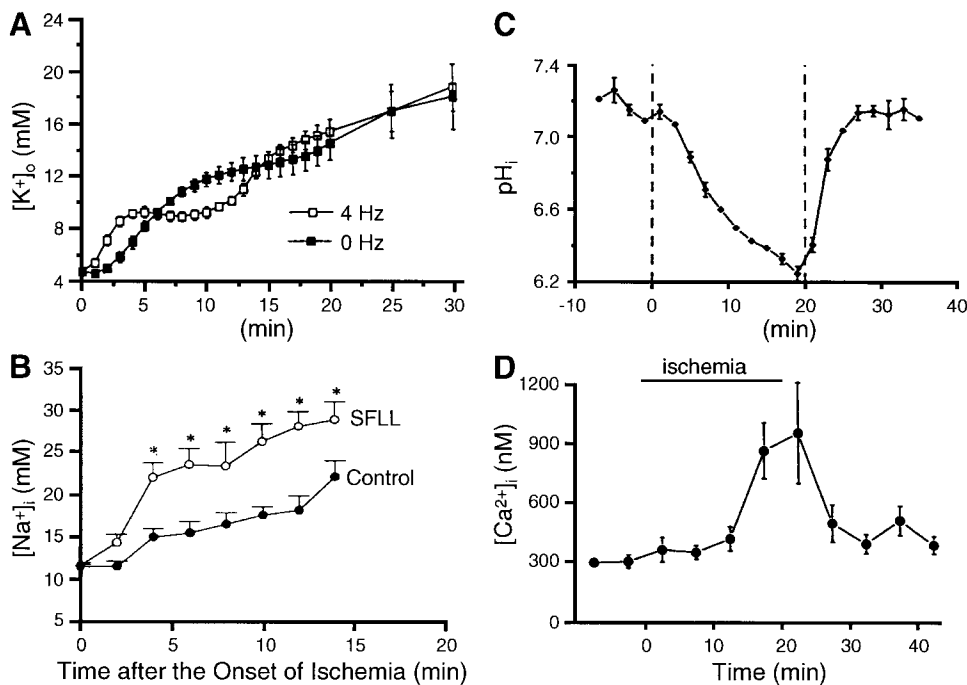 A
[K+]o (mM)
24
20
16
12
8
4
4 Hz
0 Hz
0 5 10 15 20 25 30
(min)
B
[Na+]i (mM)
35
30
25
20
15
10
5
* * * * * *
SFLL
Control
0 5 10 15 20
Time after the Onset of Ischemia (min)
C
pHi
7.4
7.0
6.6
6.2
-10 0 10 20 30 40
(min)
D
ischemia
[Ca2+]i (nM)
1200
900
600
300
0
0 10 20 30 40
Time (min)